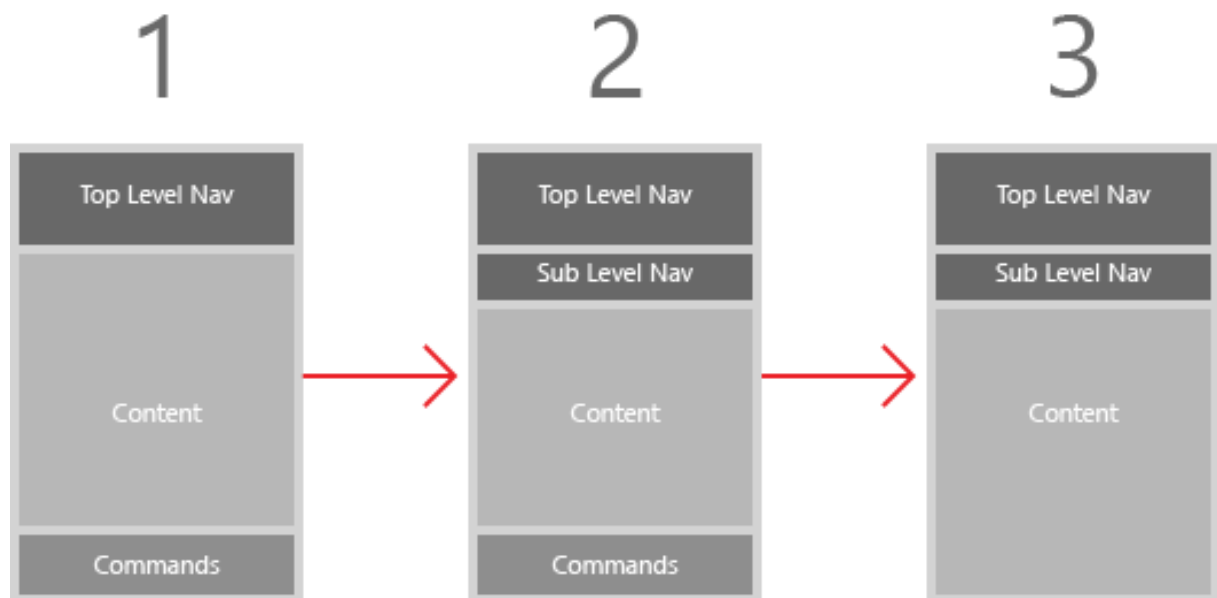 1
2
3
Top Level Nav
Content
Commands
Top Level Nav
Sub Level Nav
Content
Commands
Top Level Nav
Sub Level Nav
Content